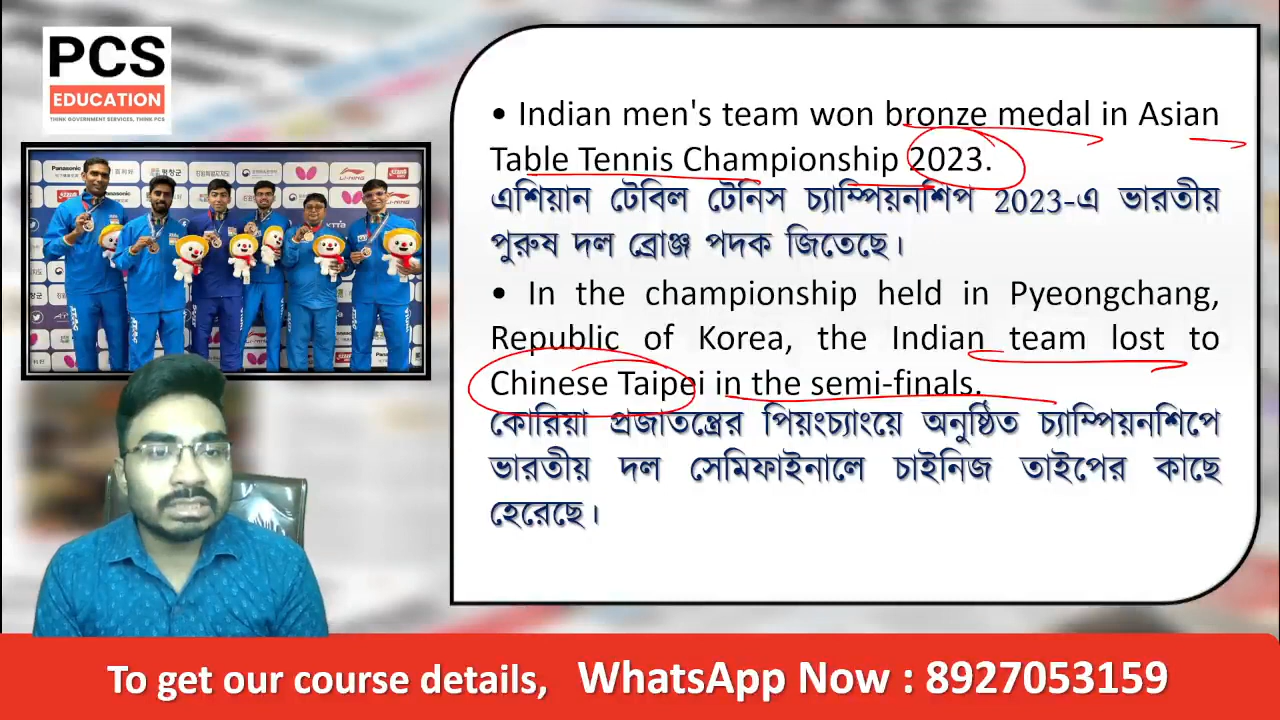 PCS
EDUCATION
THINK GOVERNMENT SERVICES, THINK PCS
Panasonic
LI-NING
• Indian men's team won bronze medal in Asian
Table Tennis Championship 2023.
এশিয়ান টেবিল টেনিস চ্যাম্পিয়নশিপ 2023-এ ভারতীয়
পুরুষ দল ব্রোঞ্জ পদক জিতেছে।
• In the championship held in Pyeongchang,
Republic of Korea, the Indian team lost to
Chinese Taipei in the semi-finals.
কোরিয়া প্রজাতন্ত্রের পিয়ংচ্যাংয়ে অনুষ্ঠিত চ্যাম্পিয়নশিপে
ভারতীয় দল সেমিফাইনালে চাইনিজ তাইপের কাছে
হেরেছে।
To get our course details, WhatsApp Now : 8927053159